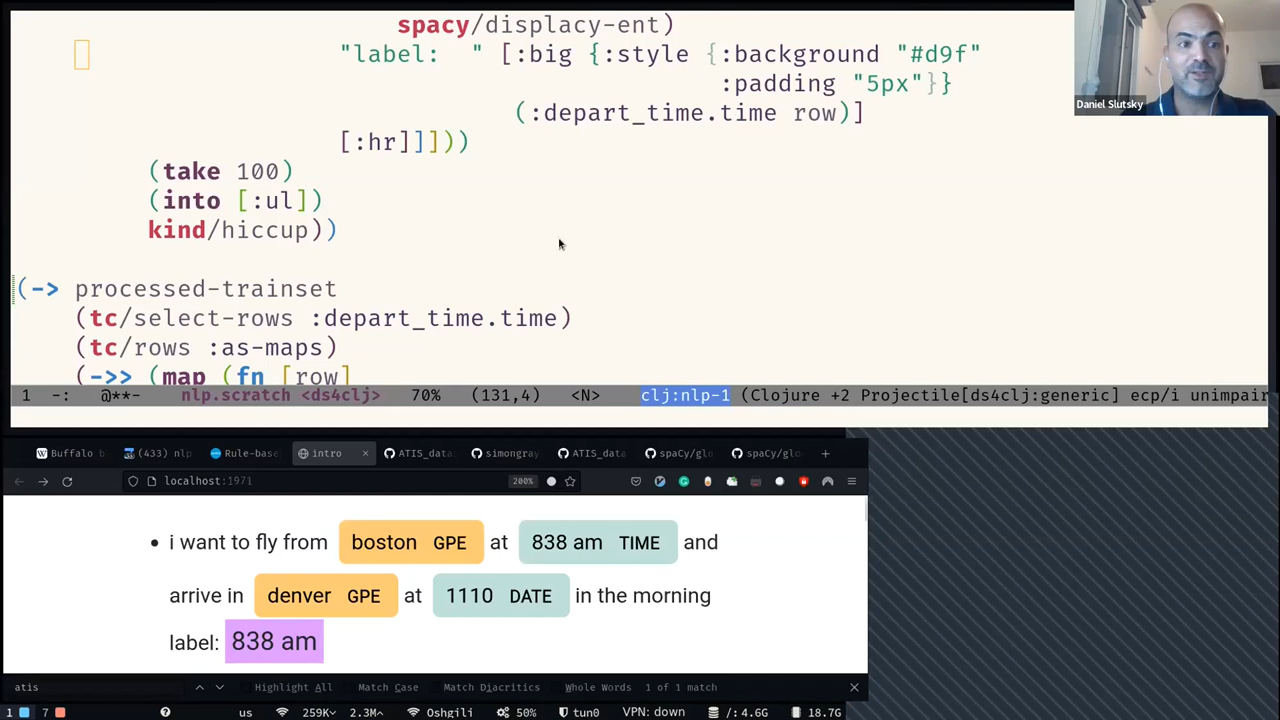 spacy/displacy-ent)
"label:  " [:big {:style {:background "#d9f"
:padding "5px"}}
(:depart_time.time row)]
[:hr]]]))
(take 100)
(into [:ul])
kind/hiccup))
(-> processed-trainset
(tc/select-rows :depart_time.time)
(tc/rows :as-maps)
(->> (map (fn [row]
Daniel Slutsky
1 -: @**- nlp.scratch <ds4clj> 70% (131,4) <N> clj:nlp-1 (Clojure +2 Projectile[ds4clj:generic] ecp/i unimpair
Buffalo b (433) nlp Rule-base intro × ATIS_data simongray ATIS_data spaCy/glo spaCy/glo +
localhost:1971 200%
• i want to fly from boston GPE at 838 am TIME and
arrive in denver GPE at 1110 DATE in the morning
label: 838 am
atis Highlight All Match Case Match Diacritics Whole Words 1 of 1 match
1 7 us 259K 2.3M Oshgili 50% tun0 VPN: down /: 4.6G 18.7G